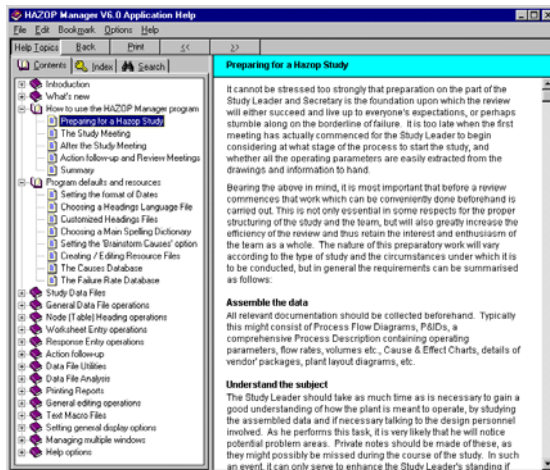 HAZOP Manager V6.0 Application Help
File Edit Bookmark Options Help
Help Topics Back Print << >>
Contents Index Search
Introduction
What's new
How to use the HAZOP Manager program
Preparing for a Hazop Study
The Study Meeting
After the Study Meeting
Action follow-up and Review Meetings
Summary
Program defaults and resources
Setting the format of Dates
Choosing a Headings Language File
Customized Headings Files
Choosing a Main Spelling Dictionary
Setting the 'Brainstorm Causes' option
Creating / Editing Resource Files
The Causes Database
The Failure Rate Database
Study Data Files
General Data File operations
Node (Table) Heading operations
Worksheet Entry operations
Response Entry operations
Action follow-up
Data File Utilities
Data File Analysis
Printing Reports
General editing operations
Text Macro Files
Setting general display options
Managing multiple windows
Help options
Preparing for a Hazop Study
It cannot be stressed too strongly that preparation on the part of the
Study Leader and Secretary is the foundation upon which the review
will either succeed and live up to everyone's expectations, or perhaps
stumble along on the borderline of failure. It is too late when the first
meeting has actually commenced for the Study Leader to begin
considering at what stage of the process to start the study, and
whether all the operating parameters are easily extracted from the
drawings and information to hand.
Bearing the above in mind, it is most important that before a review
commences that work which can be conveniently done beforehand is
carried out. This is not only essential in some respects for the proper
structuring of the study and the team, but will also greatly increase the
efficiency of the review and thus retain the interest and enthusiasm of
the team as a whole. The nature of this preparatory work will vary
according to the type of study and the circumstances under which it is
to be conducted, but in general the requirements can be summarised
as follows:
Assemble the data
All relevant documentation should be collected beforehand. Typically
this might consist of Process Flow Diagrams, P&IDs, a
comprehensive Process Description containing operating
parameters, flow rates, volumes etc., Cause & Effect Charts, details of
vendor' packages, plant layout diagrams, etc.
Understand the subject
The Study Leader should take as much time as is necessary to gain a
good understanding of how the plant is meant to operate, by studying
the assembled data and if necessary talking to the design personnel
involved. As he performs this task, it is very likely that he will notice
potential problem areas. Private notes should be made of these, as
they might possibly be missed during the course of the study. In such
an event, it can only serve to enhance the Study Leader's standing if